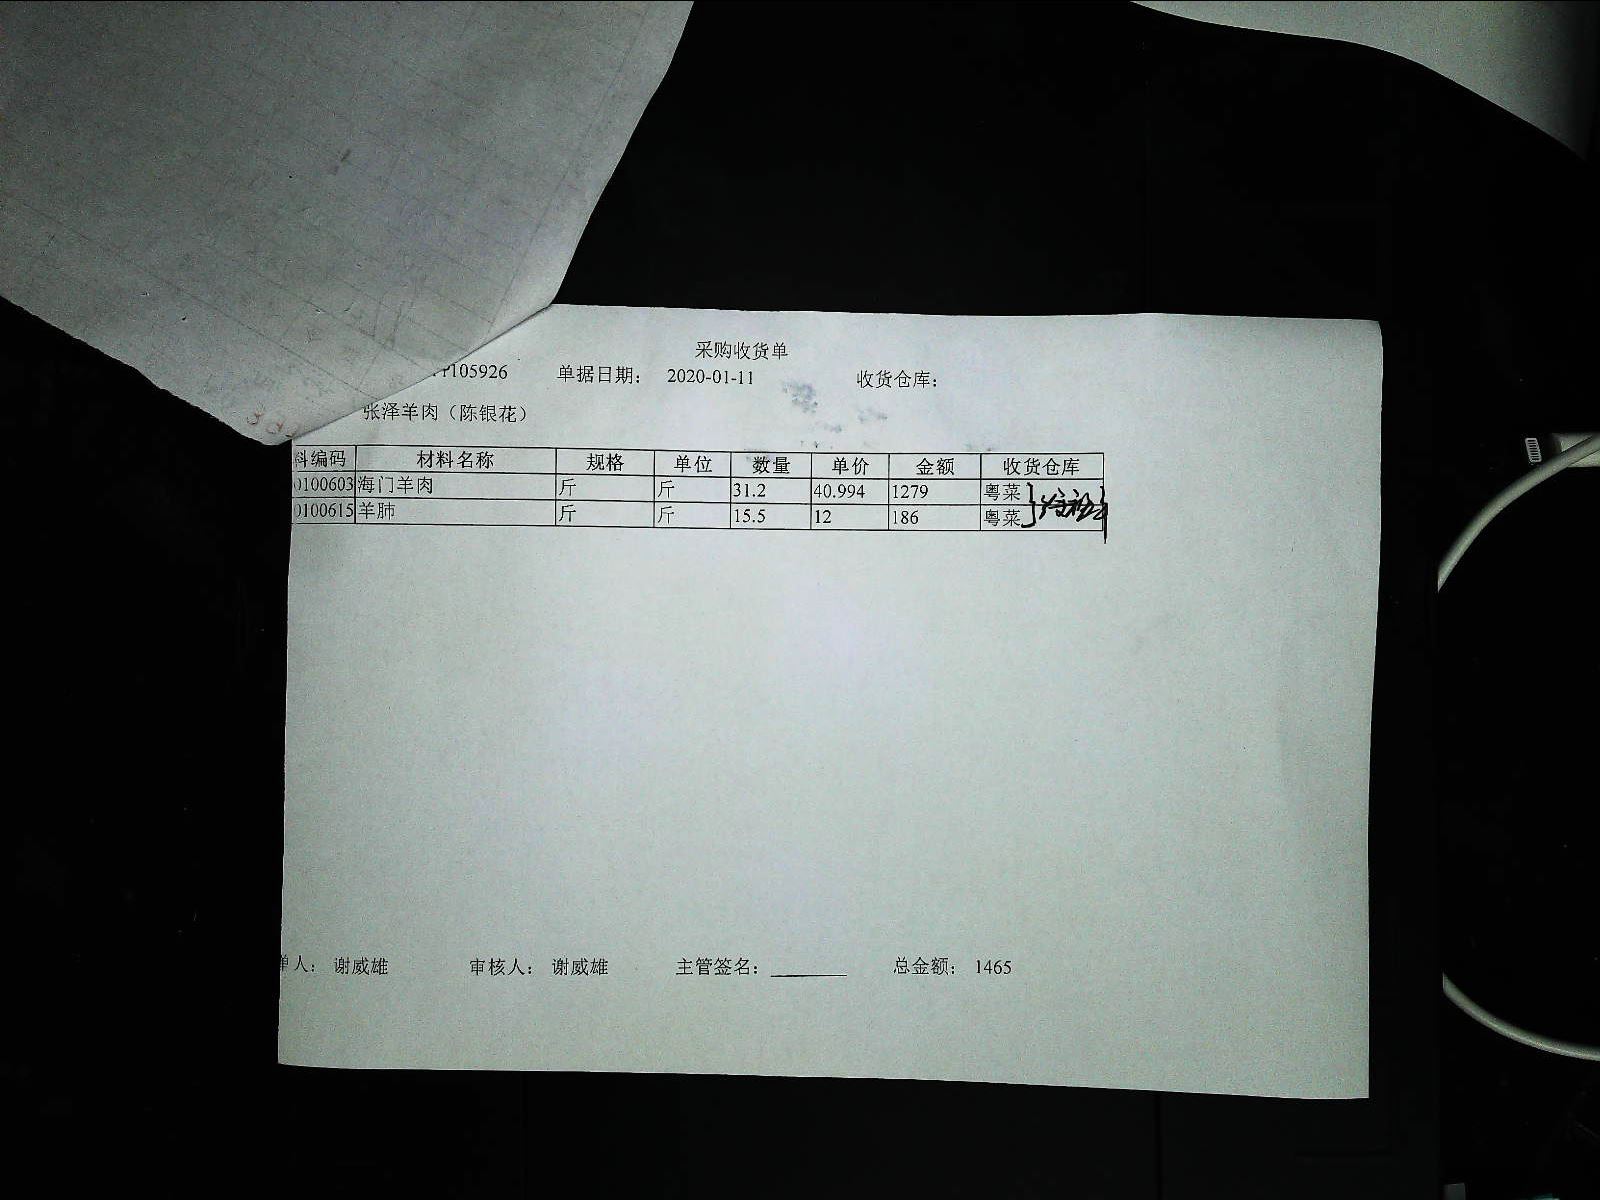 采购收货单
105926 单据日期： 2020-01-11 收货仓库：
张泽羊肉（陈银花）
料编码 材料名称 规格 单位 数量 单价 金额 收货仓库
0100603 海门羊肉 斤 斤 31.2 40.994 1279 粤菜
0100615 羊肺 斤 斤 15.5 12 186 粤菜
单人： 谢威雄 审核人： 谢威雄 主管签名： 总金额： 1465